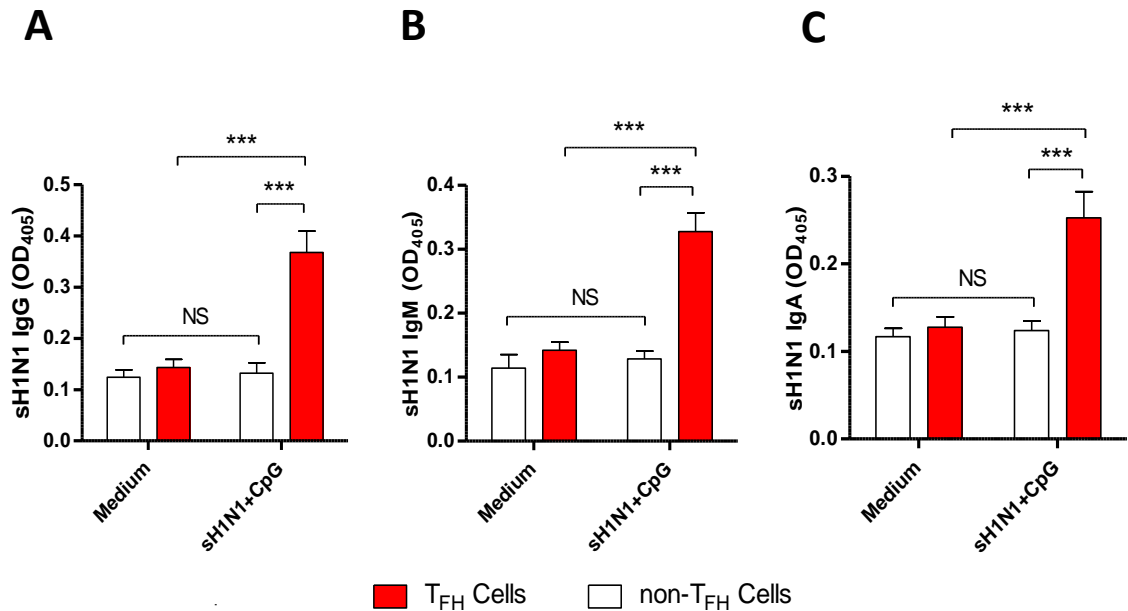 A
B
C
***
***
NS
sH1N1 IgG (OD405)
0.5
0.4
0.3
0.2
0.1
0.0
Medium
sH1N1+CpG
***
***
NS
sH1N1 IgM (OD405)
0.4
0.3
0.2
0.1
0.0
Medium
sH1N1+CpG
***
***
NS
sH1N1 IgA (OD405)
0.3
0.2
0.1
0.0
Medium
sH1N1+CpG
TFH Cells
non-TFH Cells